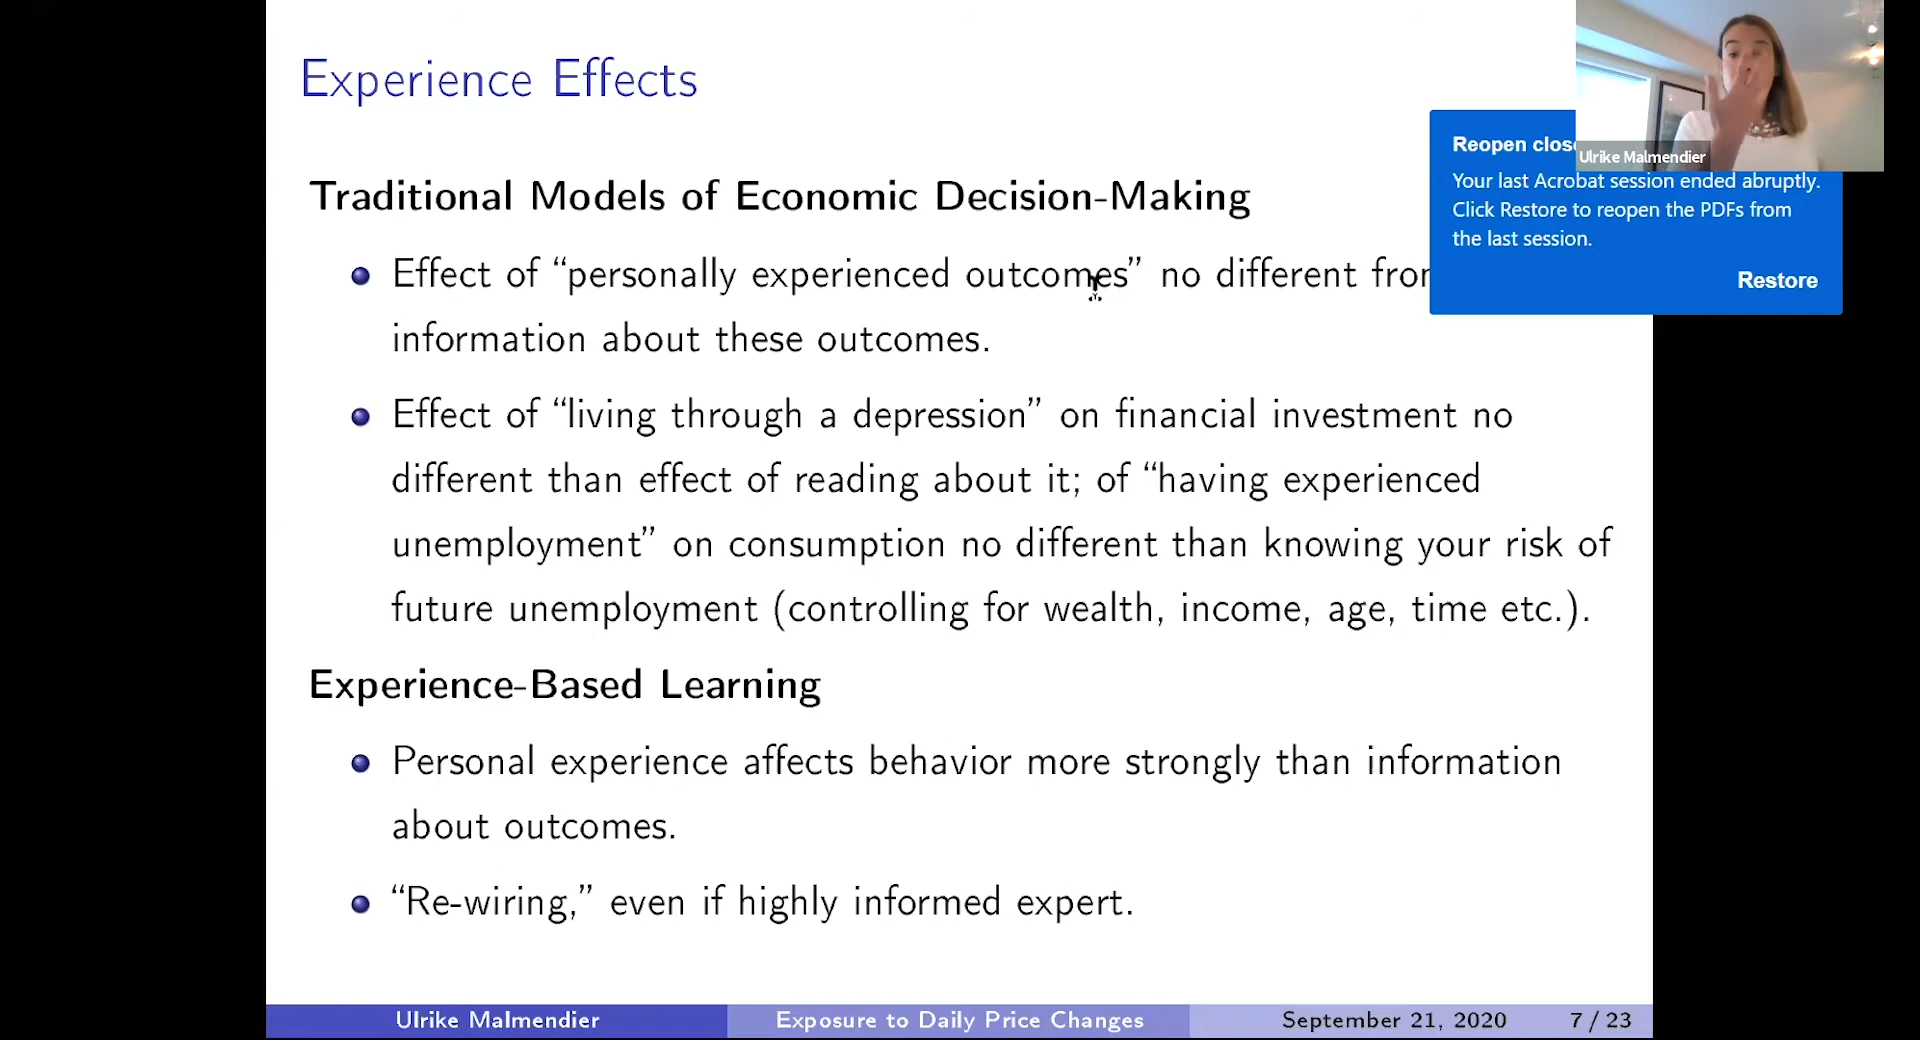 Experience Effects
Traditional Models of Economic Decision-Making
Effect of “personally experienced outcomes” no different
information about these outcomes.
Effect of “living through a depression” on financial investment no
different than effect of reading about it; of “having experienced
unemployment” on consumption no different than knowing your risk of
future unemployment (controlling for wealth, income, age, time etc.).
Experience-Based Learning
Personal experience affects behavior more strongly than information
about outcomes.
“Re-wiring,” even if highly informed expert.
Ulrike Malmendier
Reopen
Your last Acrobat session ended abruptly.
Click Restore to reopen the PDFs from
the last session.
Restore
Ulrike Malmendier Exposure to Daily Price Changes September 21, 2020 7 / 23